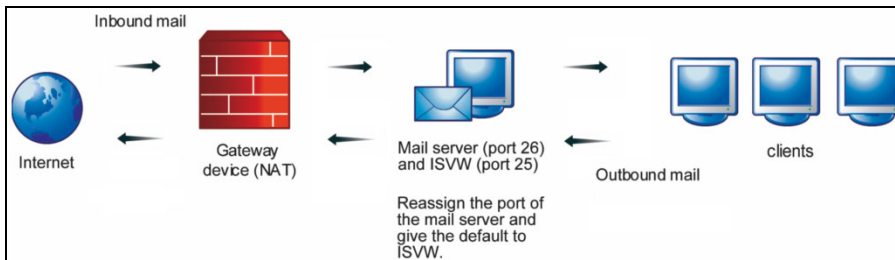 Inbound mail
Internet
Gateway
device (NAT)
Mail server (port 26)
and ISVW (port 25)
Reassign the port of
the mail server and
give the default to
ISVW.
Outbound mail
clients